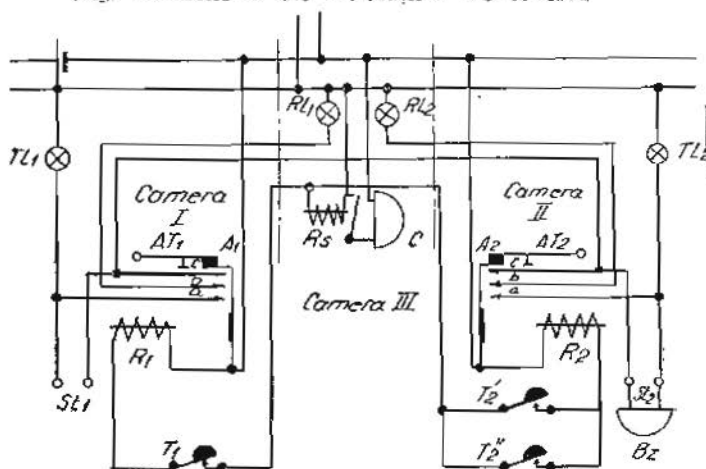 RL1 RL2
TL1 TL2
Camera I
Camera II
AT1 A1
Rs C
A2 AT2
c
b
a
c
b
a
Camera III
R1 R2
St1
T2'
St2
T1
T2"
Bz